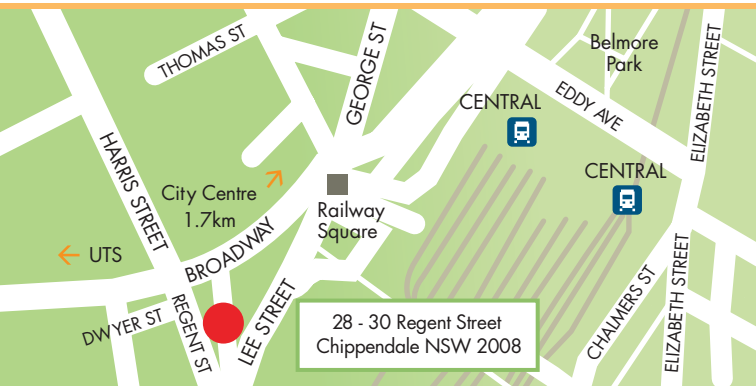 THOMAS ST
GEORGE ST
Belmore
Park
ELIZABETH STREET
CENTRAL
EDDY AVE
HARRIS STREET
CENTRAL
City Centre
1.7km
Railway
Square
UTS
BROADWAY
DWYER ST
REGENT ST
LEE STREET
28 - 30 Regent Street
Chippendale NSW 2008
CHALMERS ST
ELIZABETH STREET